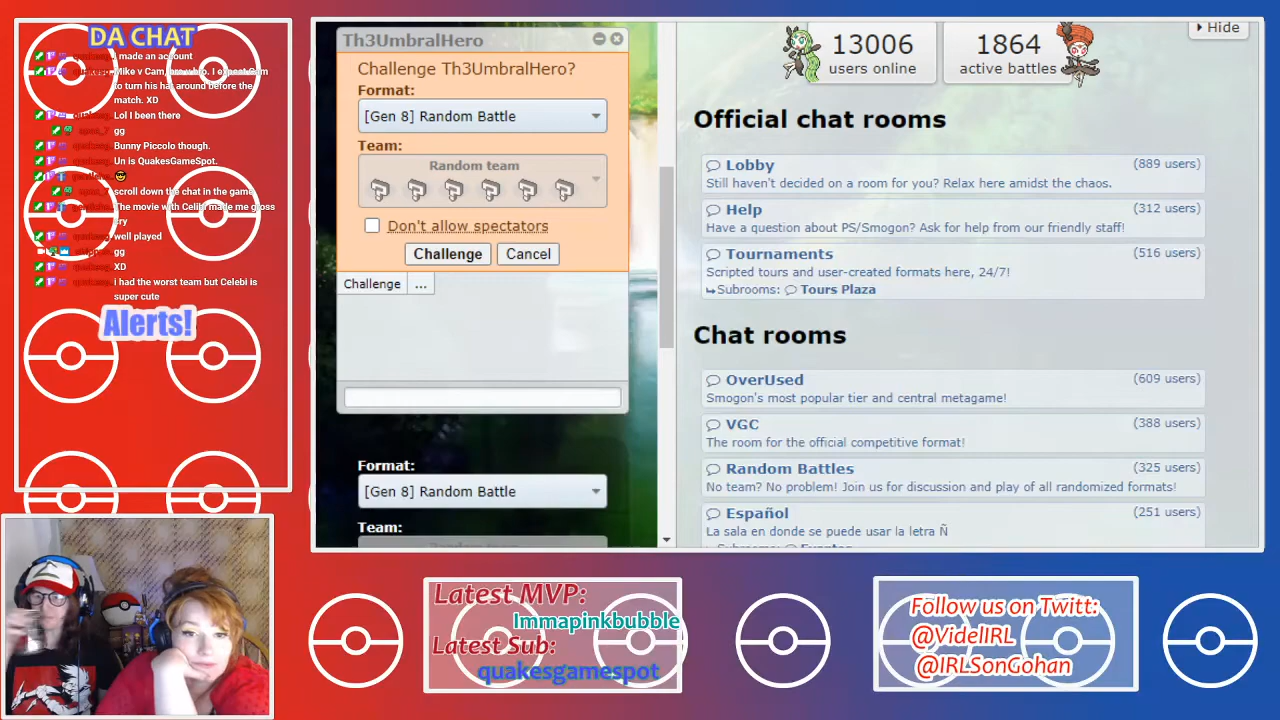 DA CHAT
made an account
to turn his hat around before the
match. XD
Lol I been there
gg
Bunny Piccolo though.
Un is QuakesGameSpot.
scroll down the chat in the game
The movie with Celibi made me gloss
cry
well played
gg
XD
I had the worst team but Celebi is
super cute
Alerts!
Th3UmbralHero
Challenge Th3UmbralHero?
Format:
[Gen 8] Random Battle
Team:
Random team
Don't allow spectators
Challenge Cancel
Challenge ...
Format:
[Gen 8] Random Battle
Team:
13006
users online
1864
active battles
Hide
Official chat rooms
Lobby (889 users)
Still haven't decided on a room for you? Relax here amidst the chaos.
Help (312 users)
Have a question about PS/Smogon? Ask for help from our friendly staff!
Tournaments (516 users)
Scripted tours and user-created formats here, 24/7!
↳Subrooms: Tours Plaza
Chat rooms
OverUsed (609 users)
Smogon's most popular tier and central metagame!
VGC (388 users)
The room for the official competitive format!
Random Battles (325 users)
No team? No problem! Join us for discussion and play of all randomized formats!
Español (251 users)
La sala en donde se puede usar la letra Ñ
Latest MVP:
Immapinkbubble
Latest Sub:
quakesgamespot
Follow us on Twitt:
@VidelIRL
@IRLSonGohan